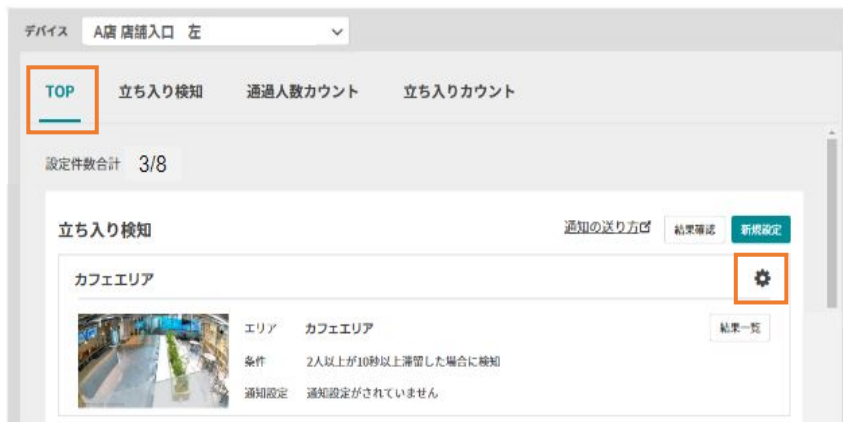 デバイス A店 店舗入口 左
TOP 立ち入り検知 通過人数カウント 立ち入りカウント
設定件数合計 3/8
立ち入り検知 通知の送り方 結果確認 新規設定
カフェエリア
エリア カフェエリア 結果一覧
条件 2人以上が10秒以上滞留した場合に検知
通知設定 通知設定がされていません